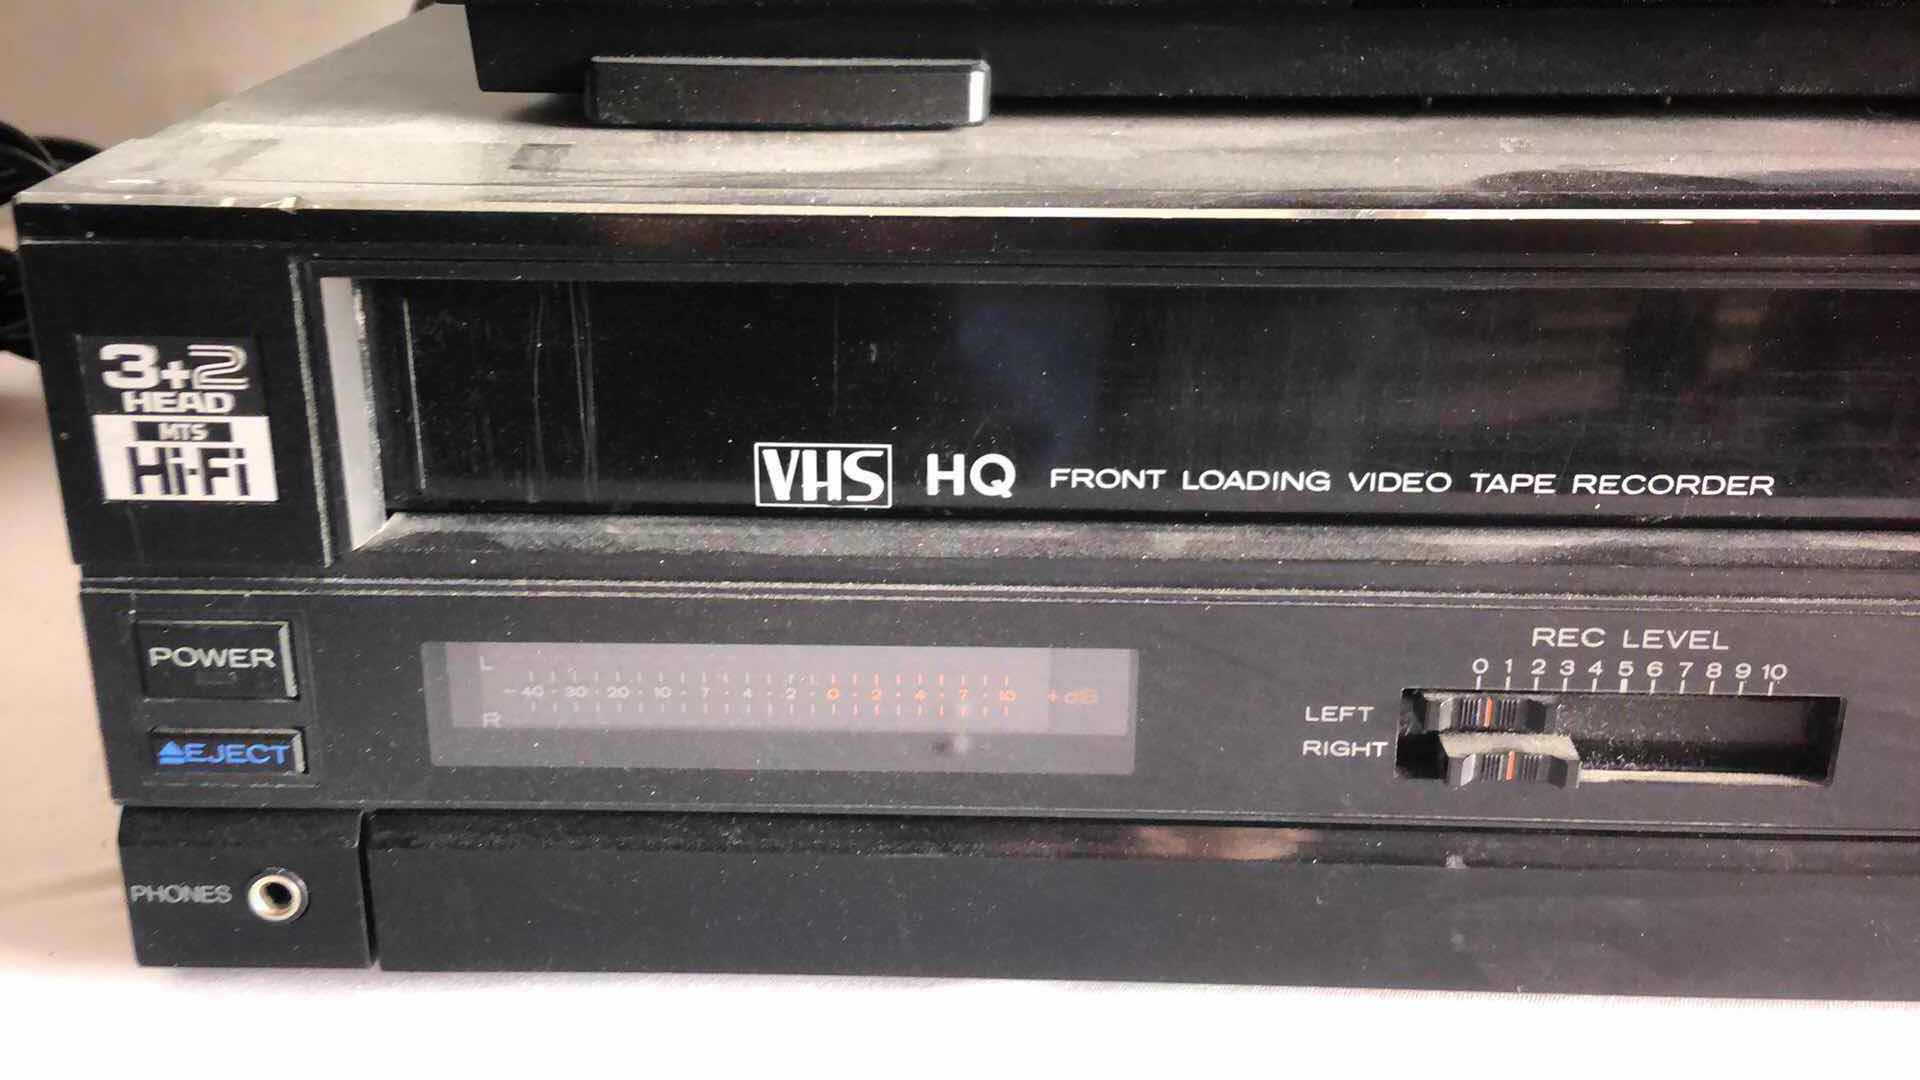 3+2
HEAD
MTS
Hi-Fi
VHS HQ FRONT LOADING VIDEO TAPE RECORDER
POWER
EJECT
L
-40 · 30 · 20 · 10 · 7 · 4 · 2 · 0 · 2 · 4 · 7 · 10 +dB
R
REC LEVEL
0 1 2 3 4 5 6 7 8 9 10
LEFT
RIGHT
PHONES